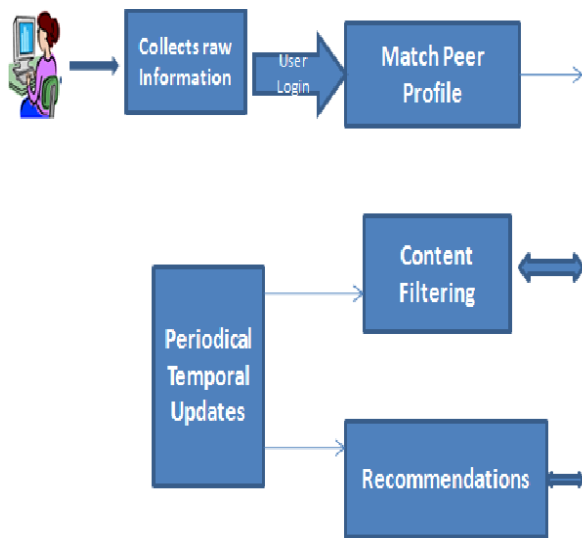 Collects raw
Information
User
Login
Match Peer
Profile
Content
Filtering
Periodical
Temporal
Updates
Recommendations